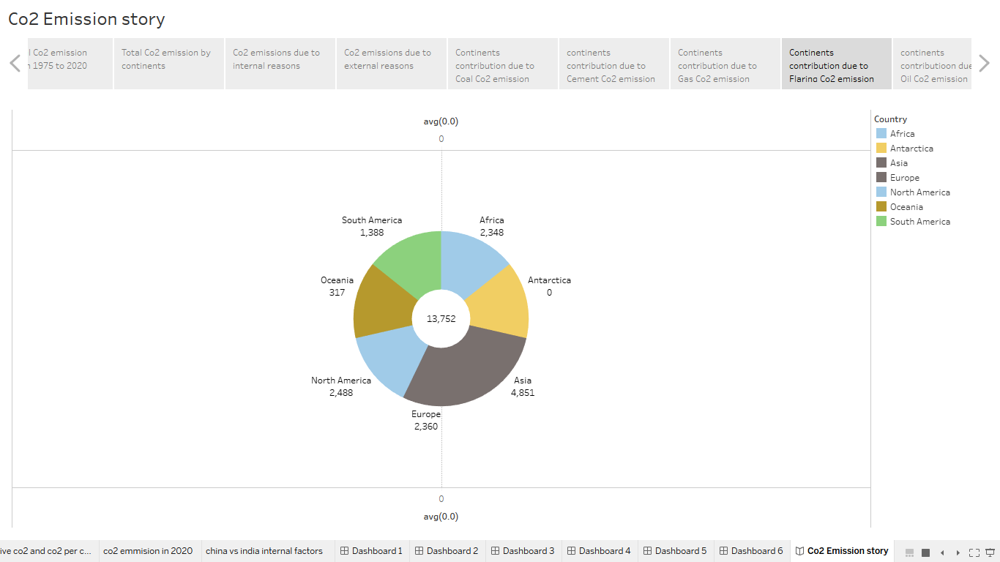 Co2 Emission story
l Co2 emission
1975 to 2020
Total Co2 emission by
continents
Co2 emissions due to
internal reasons
Co2 emissions due to
external reasons
Continents
contribution due to
Coal Co2 emission
continents
contribution due to
Cement Co2 emission
Continents
contribution due to
Gas Co2 emission
Continents
contribution due to
Flaring Co2 emission
continents
contributioon due
Oil Co2 emission
avg(0.0)
0
Country
Africa
Antarctica
Asia
Europe
North America
Oceania
South America
South America
1,388
Africa
2,348
Oceania
317
Antarctica
0
13,752
North America
2,488
Asia
4,851
Europe
2,360
0
avg(0.0)
ive co2 and co2 per c...
co2 emmision in 2020
china vs india internal factors
Dashboard 1
Dashboard 2
Dashboard 3
Dashboard 4
Dashboard 5
Dashboard 6
Co2 Emission story